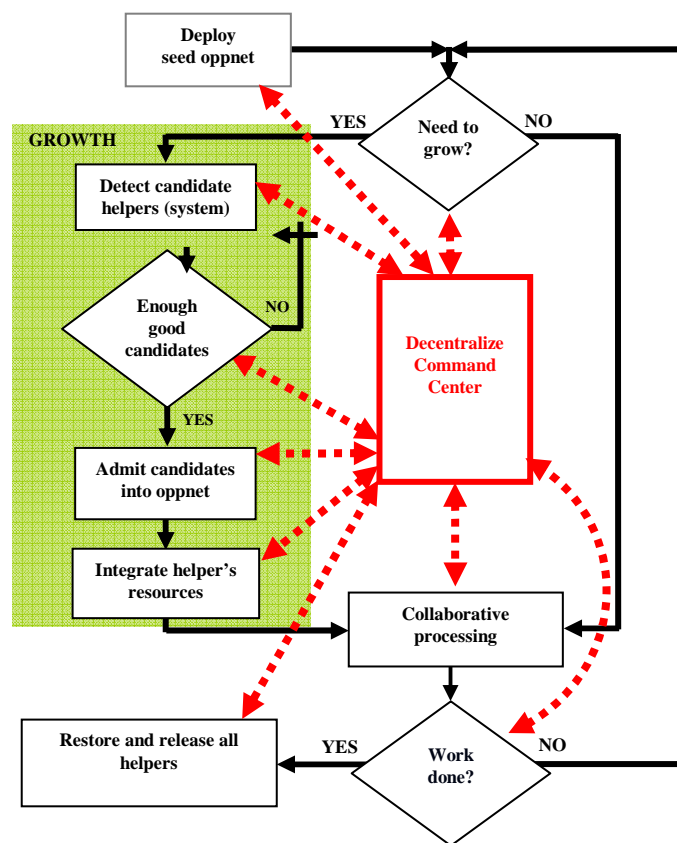 Deploy
seed oppnet
YES
NO
Need to
grow?
GROWTH
Detect candidate
helpers (system)
Enough
good
candidates
NO
YES
Decentralize
Command
Center
Admit candidates
into oppnet
Integrate helper's
resources
Collaborative
processing
Restore and release all
helpers
YES
NO
Work
done?